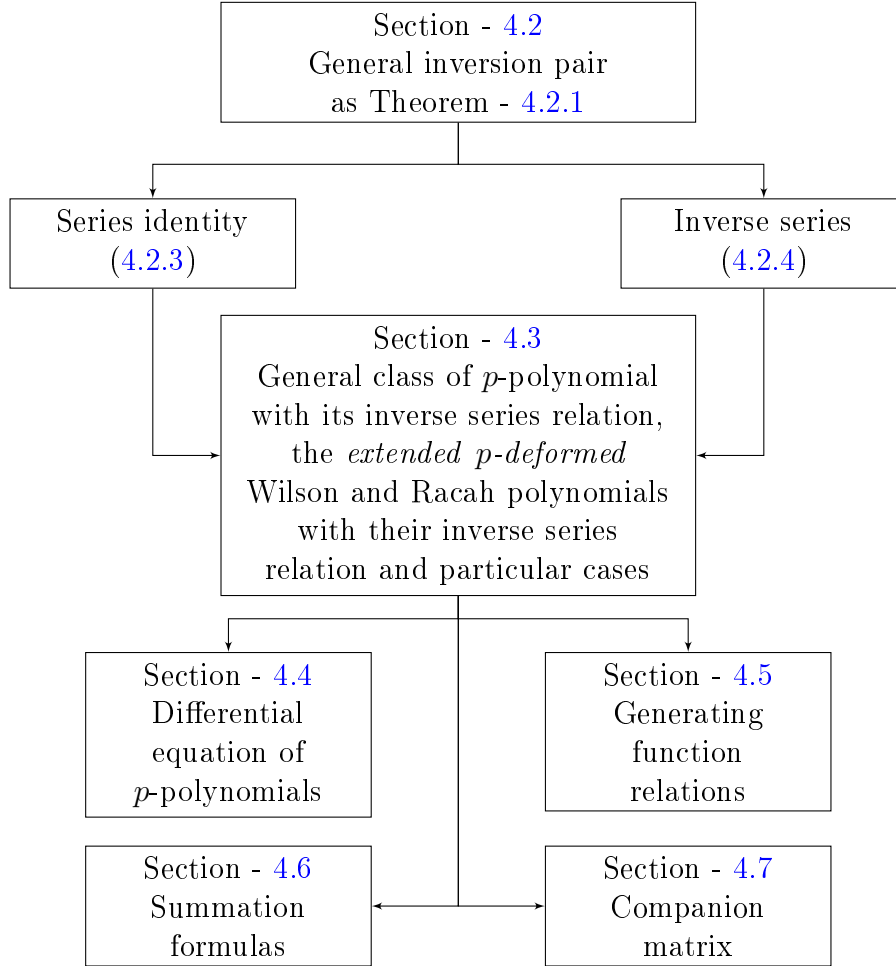 Section - 4.2
General inversion pair
as Theorem - 4.2.1
Series identity
(4.2.3)
Inverse series
(4.2.4)
Section - 4.3
General class of p-polynomial
with its inverse series relation,
the extended p-deformed
Wilson and Racah polynomials
with their inverse series
relation and particular cases
Section - 4.4
Differential
equation of
p-polynomials
Section - 4.5
Generating
function
relations
Section - 4.6
Summation
formulas
Section - 4.7
Companion
matrix